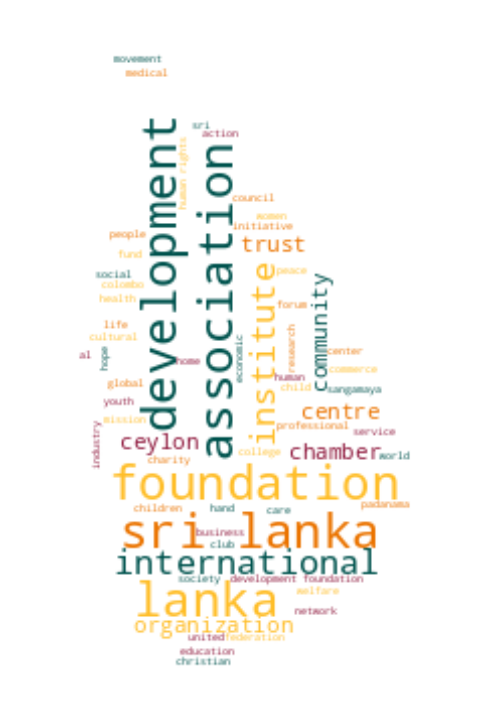 movement
medical
sri
action
development
association
human rights
council
women
initiative
people
trust
fund
institute
peace
social
community
colombo
health
forum
life
cultural
research
economic
al
hope
home
center
commerce
global
human
child
sangamaya
youth
centre
mission
professional
industry
service
ceylon
chamber
college
world
charity
foundation
children
hand
care
padanama
sri lanka
business
club
international
society
development foundation
lanka
welfare
network
organization
united
federation
education
christian